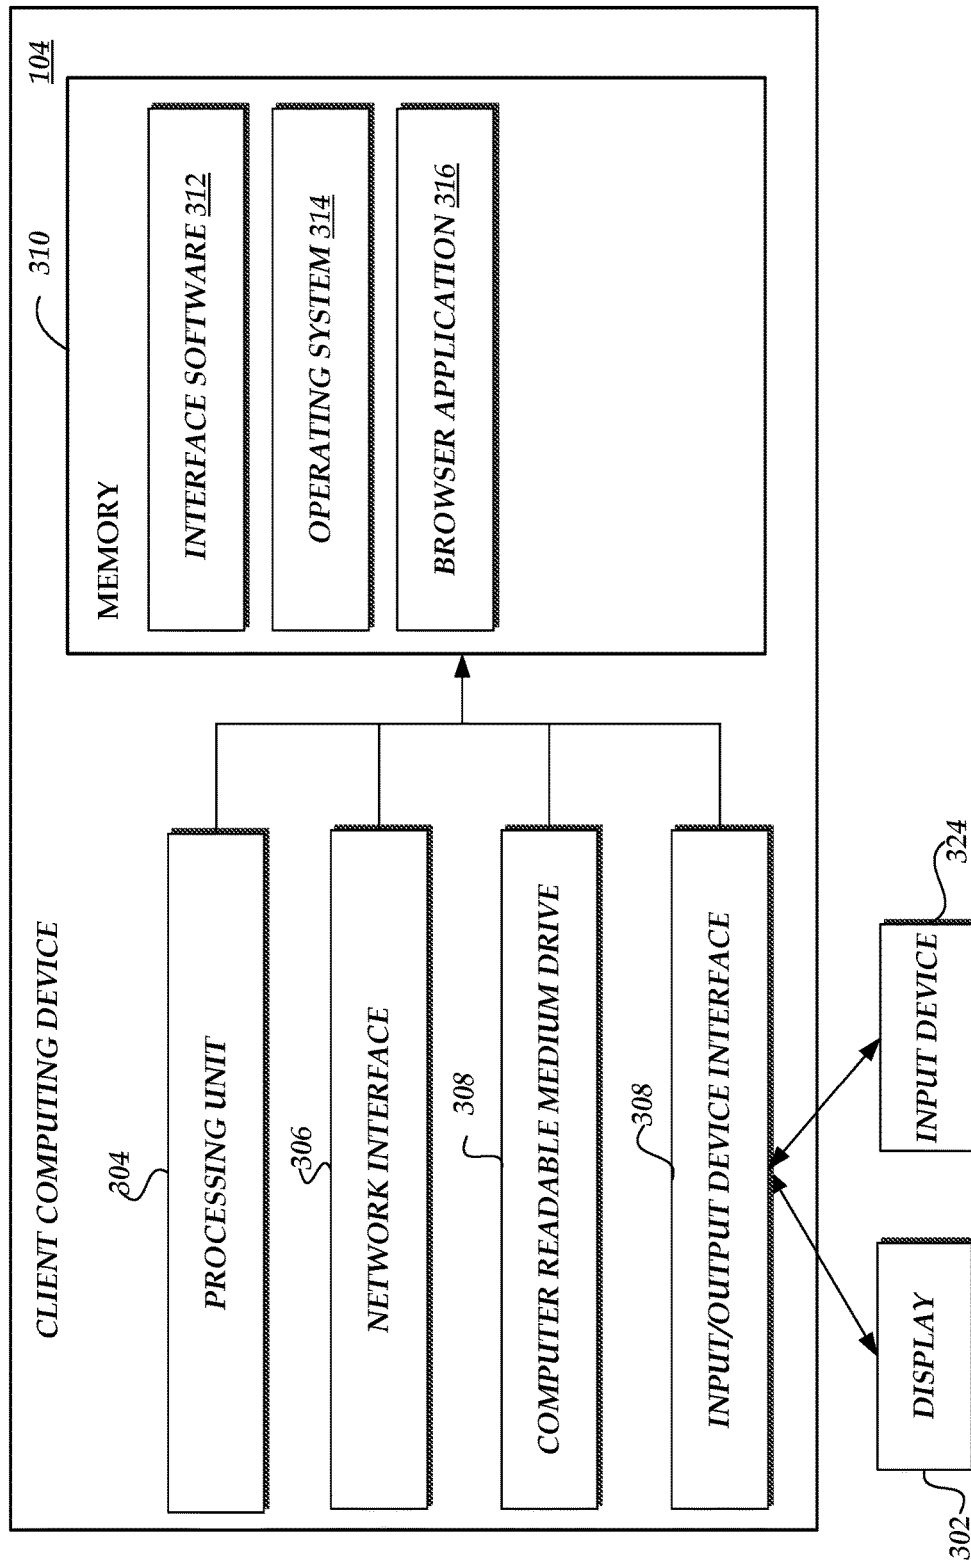 CLIENT COMPUTING DEVICE
104
304
PROCESSING UNIT
306
NETWORK INTERFACE
308
COMPUTER READABLE MEDIUM DRIVE
308
INPUT/OUTPUT DEVICE INTERFACE
310
MEMORY
INTERFACE SOFTWARE 312
OPERATING SYSTEM 314
BROWSER APPLICATION 316
302
DISPLAY
INPUT DEVICE
324